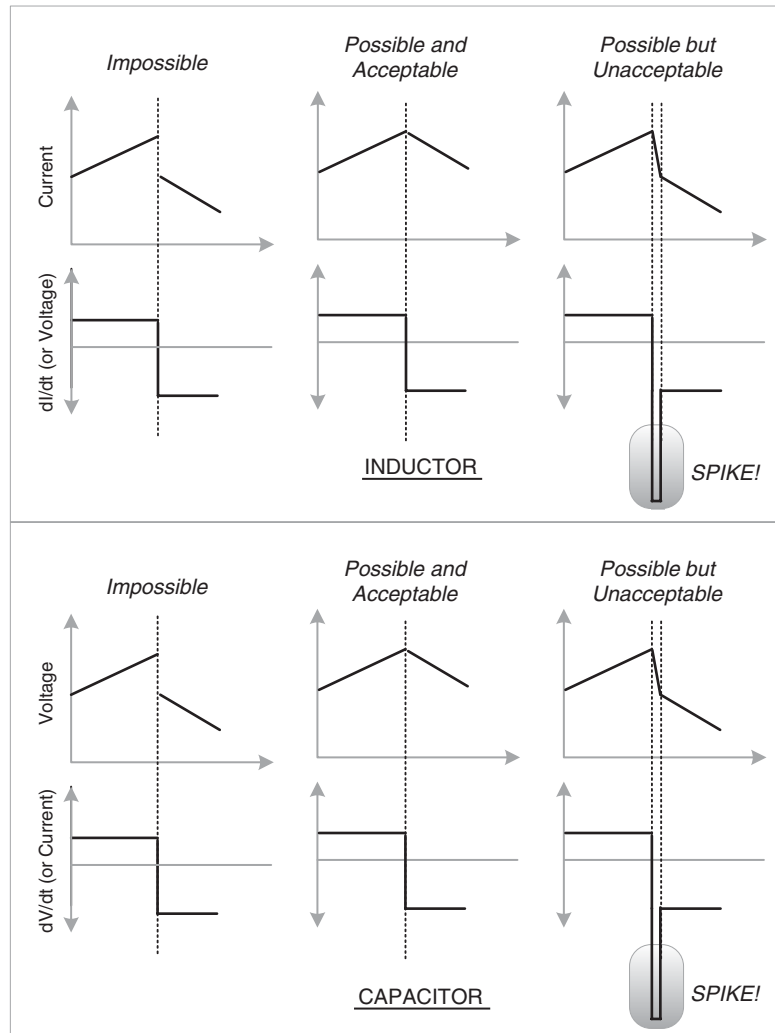 Impossible
Possible and
Acceptable
Possible but
Unacceptable
Current
dI/dt (or Voltage)
INDUCTOR
SPIKE!
Impossible
Possible and
Acceptable
Possible but
Unacceptable
Voltage
dV/dt (or Current)
CAPACITOR
SPIKE!